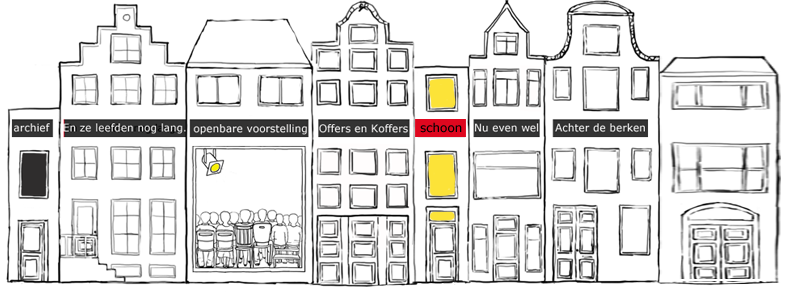 archief
En ze leefden nog lang.
openbare voorstelling
Offers en Koffers
schoon
Nu even wel
Achter de berken